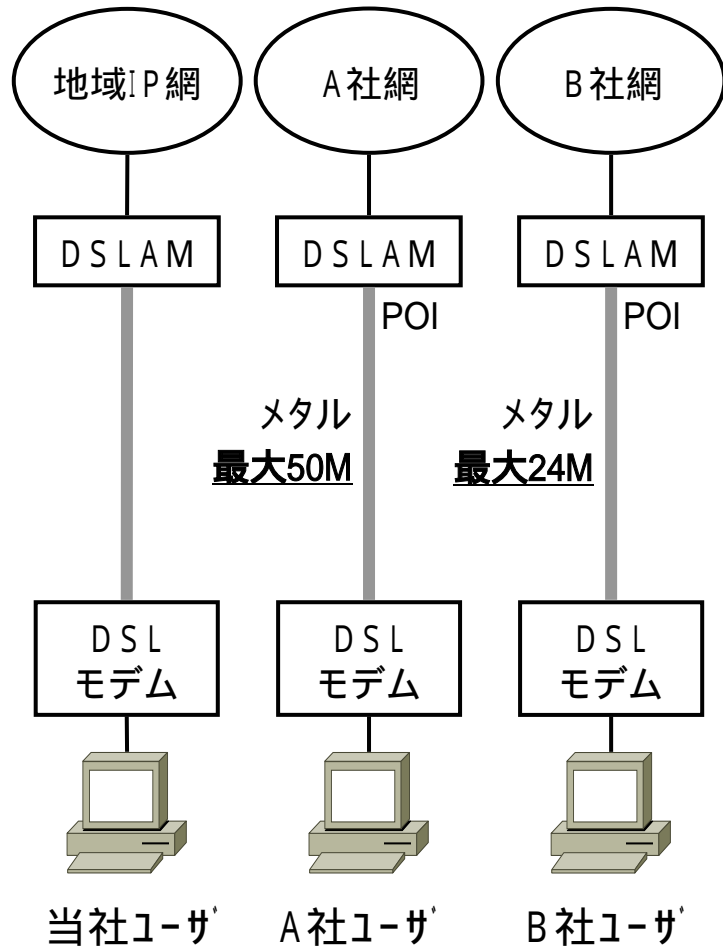 地域IP網 A社網 B社網
DSLAM DSLAM DSLAM
POI POI
メタル メタル
最大50M 最大24M
DSL DSL DSL
モデム モデム モデム
当社ユーザ A社ユーザ B社ユーザ